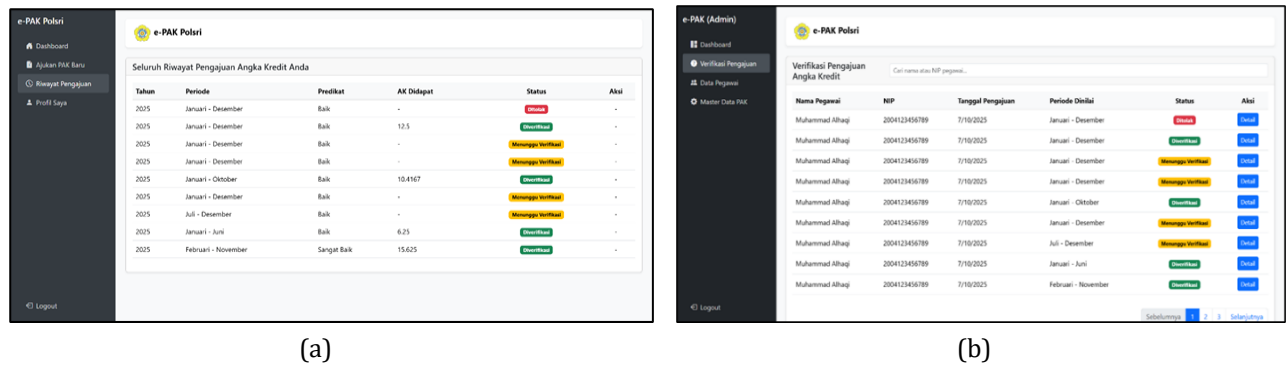 e-PAK Polsri
Dashboard
Ajukan PAK Baru
Riwayat Pengajuan
Profil Saya
Logout
e-PAK Polsri
Seluruh Riwayat Pengajuan Angka Kredit Anda
Tahun Periode Predikat AK Didapat Status Aksi
2025 Januari - Desember Baik - Ditolak -
2025 Januari - Desember Baik 12.5 Diverifikasi -
2025 Januari - Desember Baik - Menunggu Verifikasi -
2025 Januari - Desember Baik - Menunggu Verifikasi -
2025 Januari - Oktober Baik 10.4167 Diverifikasi -
2025 Januari - Desember Baik - Menunggu Verifikasi -
2025 Juli - Desember Baik - Menunggu Verifikasi -
2025 Januari - Juni Baik 6.25 Diverifikasi -
2025 Februari - November Sangat Baik 15.625 Diverifikasi -
(a)
e-PAK (Admin)
Dashboard
Verifikasi Pengajuan
Data Pegawai
Master Data PAK
Logout
e-PAK Polsri
Verifikasi Pengajuan
Angka Kredit
Cari nama atau NIP pegawai...
Nama Pegawai NIP Tanggal Pengajuan Periode Dinilai Status Aksi
Muhammad Alhaqi 2004123456789 7/10/2025 Januari - Desember Ditolak Detail
Muhammad Alhaqi 2004123456789 7/10/2025 Januari - Desember Diverifikasi Detail
Muhammad Alhaqi 2004123456789 7/10/2025 Januari - Desember Menunggu Verifikasi Detail
Muhammad Alhaqi 2004123456789 7/10/2025 Januari - Desember Menunggu Verifikasi Detail
Muhammad Alhaqi 2004123456789 7/10/2025 Januari - Oktober Diverifikasi Detail
Muhammad Alhaqi 2004123456789 7/10/2025 Januari - Desember Menunggu Verifikasi Detail
Muhammad Alhaqi 2004123456789 7/10/2025 Juli - Desember Menunggu Verifikasi Detail
Muhammad Alhaqi 2004123456789 7/10/2025 Januari - Juni Diverifikasi Detail
Muhammad Alhaqi 2004123456789 7/10/2025 Februari - November Diverifikasi Detail
Sebelumnya 1 2 3 Selanjutnya
(b)